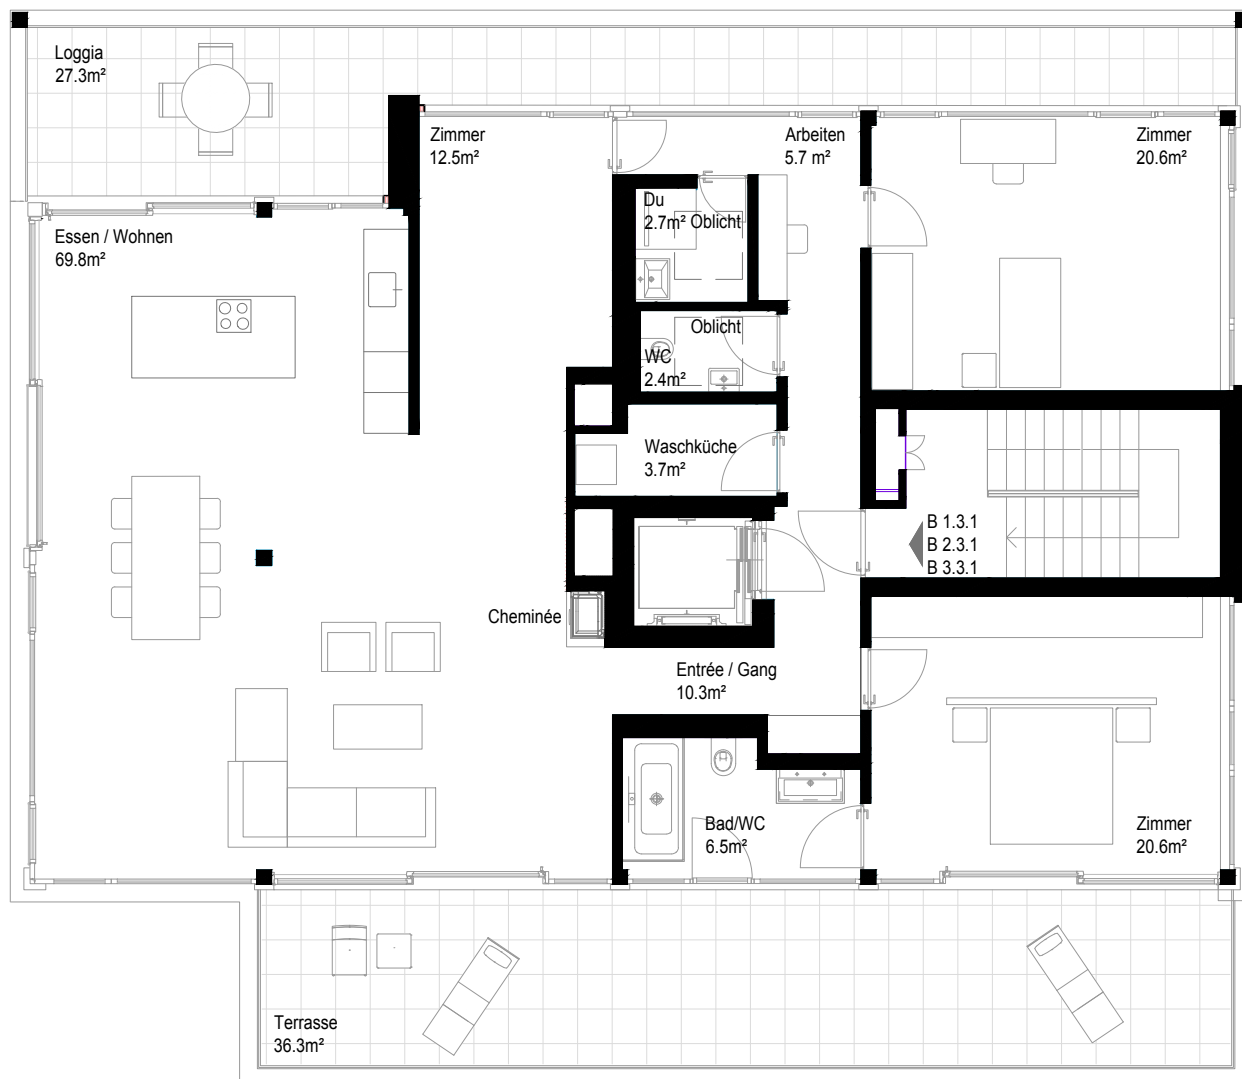 Loggia
27.3m²
Zimmer
12.5m²
Arbeiten
5.7 m²
Zimmer
20.6m²
Du
2.7m² Oblicht
Essen / Wohnen
69.8m²
Oblicht
WC
2.4m²
Waschküche
3.7m²
B 1.3.1
B 2.3.1
B 3.3.1
Cheminée
Entrée / Gang
10.3m²
Bad/WC
6.5m²
Zimmer
20.6m²
Terrasse
36.3m²